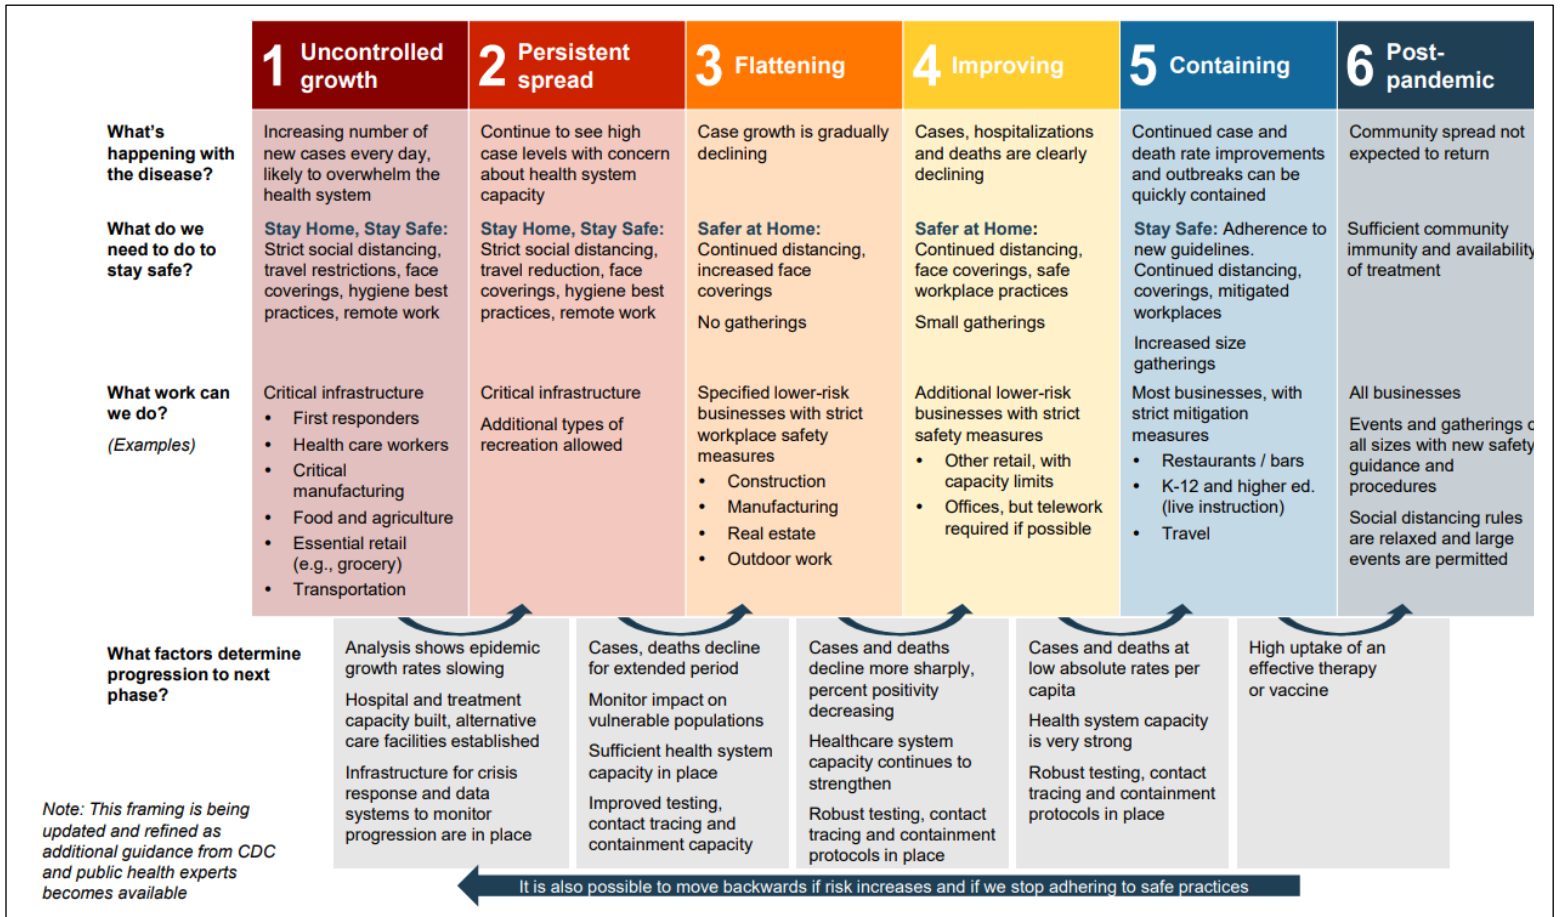 1 Uncontrolled
growth
2 Persistent
spread
3 Flattening
4 Improving
5 Containing
6 Post-
pandemic
What's
happening with
the disease?
Increasing number of
new cases every day,
likely to overwhelm the
health system
Continue to see high
case levels with concern
about health system
capacity
Case growth is gradually
declining
Cases, hospitalizations
and deaths are clearly
declining
Continued case and
death rate improvements
and outbreaks can be
quickly contained
Community spread not
expected to return
What do we
need to do to
stay safe?
Stay Home, Stay Safe:
Strict social distancing,
travel restrictions, face
coverings, hygiene best
practices, remote work
Stay Home, Stay Safe:
Strict social distancing,
travel reduction, face
coverings, hygiene best
practices, remote work
Safer at Home:
Continued distancing,
increased face
coverings
No gatherings
Safer at Home:
Continued distancing,
face coverings, safe
workplace practices
Small gatherings
Stay Safe: Adherence to
new guidelines.
Continued distancing,
coverings, mitigated
workplaces
Increased size
gatherings
Sufficient community
immunity and availability
of treatment
What work can
we do?
(Examples)
Critical infrastructure
• First responders
• Health care workers
• Critical
manufacturing
• Food and agriculture
• Essential retail
(e.g., grocery)
• Transportation
Critical infrastructure
Additional types of
recreation allowed
Specified lower-risk
businesses with strict
workplace safety
measures
• Construction
• Manufacturing
• Real estate
• Outdoor work
Additional lower-risk
businesses with strict
safety measures
• Other retail, with
capacity limits
• Offices, but telework
required if possible
Most businesses, with
strict mitigation
measures
• Restaurants / bars
• K-12 and higher ed.
(live instruction)
• Travel
All businesses
Events and gatherings
all sizes with new safety
guidance and
procedures
Social distancing rules
are relaxed and large
events are permitted
What factors determine
progression to next
phase?
Analysis shows epidemic
growth rates slowing
Hospital and treatment
capacity built, alternative
care facilities established
Infrastructure for crisis
response and data
systems to monitor
progression are in place
Cases, deaths decline
for extended period
Monitor impact on
vulnerable populations
Sufficient health system
capacity in place
Improved testing,
contact tracing and
containment capacity
Cases and deaths
decline more sharply,
percent positivity
decreasing
Healthcare system
capacity continues to
strengthen
Robust testing, contact
tracing and containment
protocols in place
Cases and deaths at
low absolute rates per
capita
Health system capacity
is very strong
Robust testing, contact
tracing and containment
protocols in place
High uptake of an
effective therapy
or vaccine
Note: This framing is being
updated and refined as
additional guidance from CDC
and public health experts
becomes available
It is also possible to move backwards if risk increases and if we stop adhering to safe practices